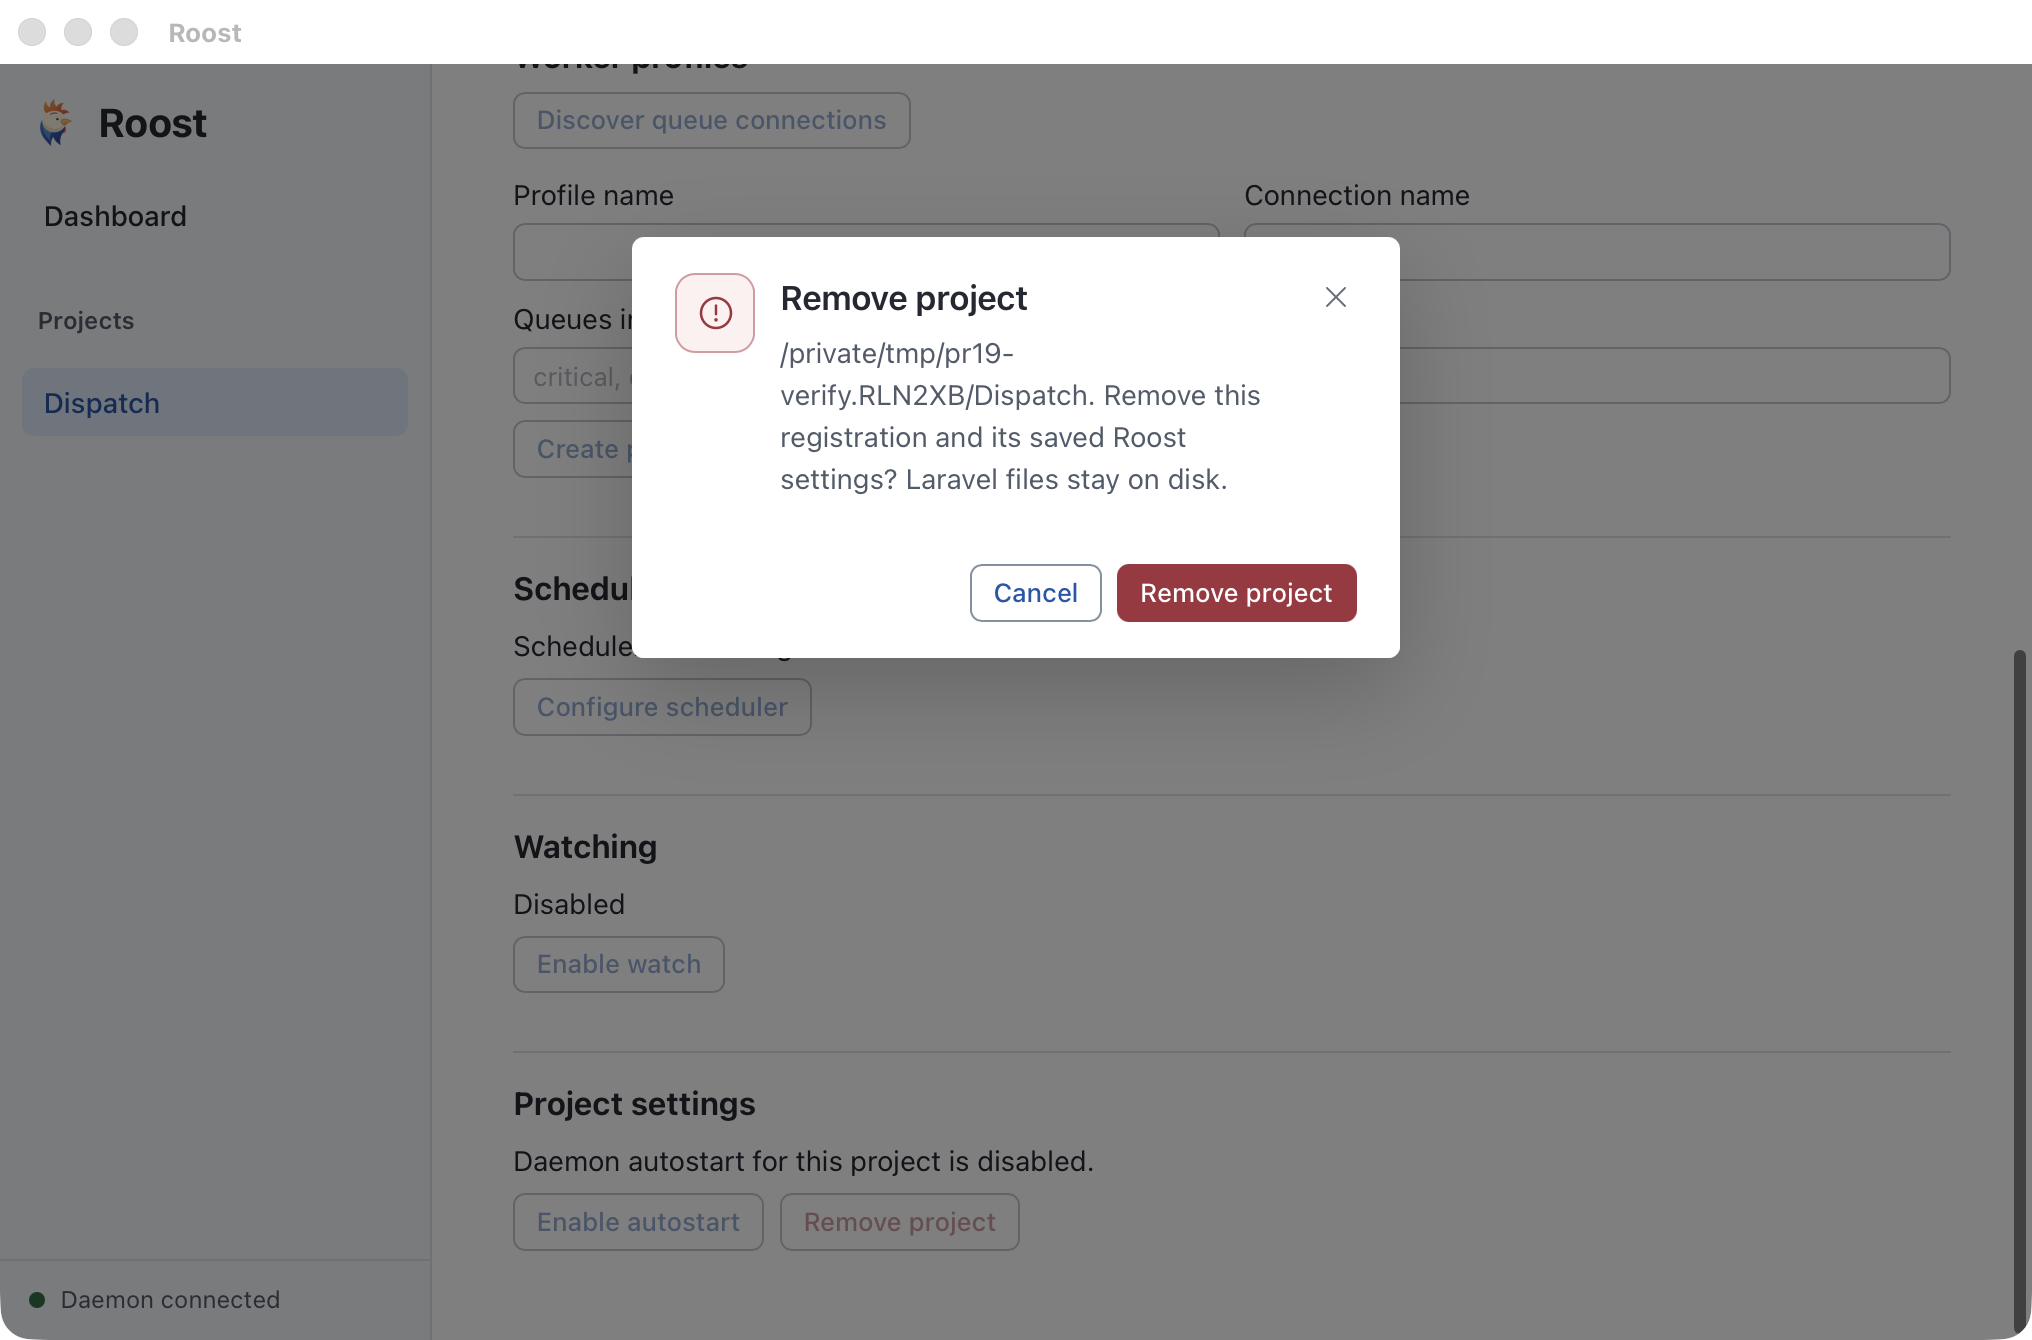 Roost
Roost
Dashboard
Projects
Dispatch
Daemon connected
Worker profiles
Discover queue connections
Profile name
Connection name
Queues
critical,
Create
Remove project
/private/tmp/pr19-
verify.RLN2XB/Dispatch. Remove this
registration and its saved Roost
settings? Laravel files stay on disk.
Cancel
Remove project
Schedul
Schedule
Configure scheduler
Watching
Disabled
Enable watch
Project settings
Daemon autostart for this project is disabled.
Enable autostart
Remove project